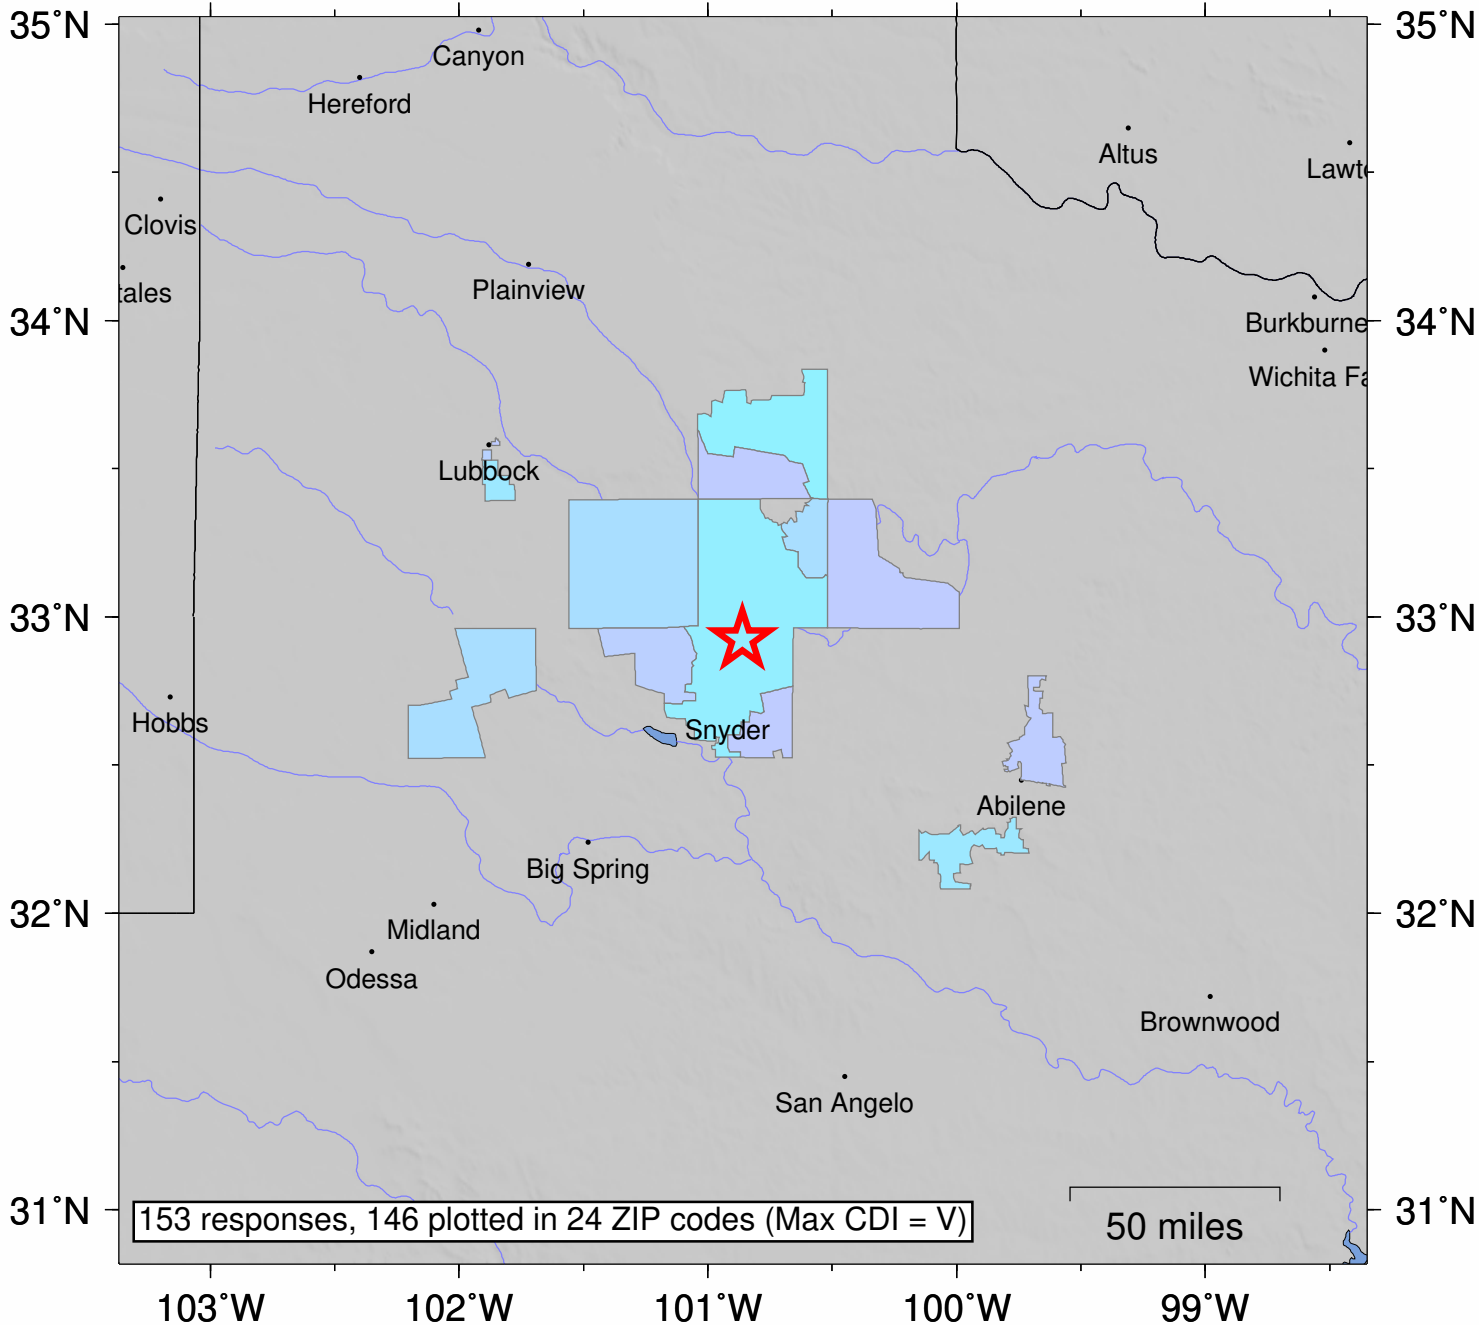 35°N
35°N
Canyon
Hereford
Altus
Lawto
Clovis
tales
Plainview
34°N
34°N
Burkburne
Wichita Fa
Lubbock
33°N
33°N
Hobbs
Snyder
Abilene
Big Spring
32°N
32°N
Midland
Odessa
Brownwood
San Angelo
31°N
31°N
153 responses, 146 plotted in 24 ZIP codes (Max CDI = V)
50 miles
103°W
102°W
101°W
100°W
99°W